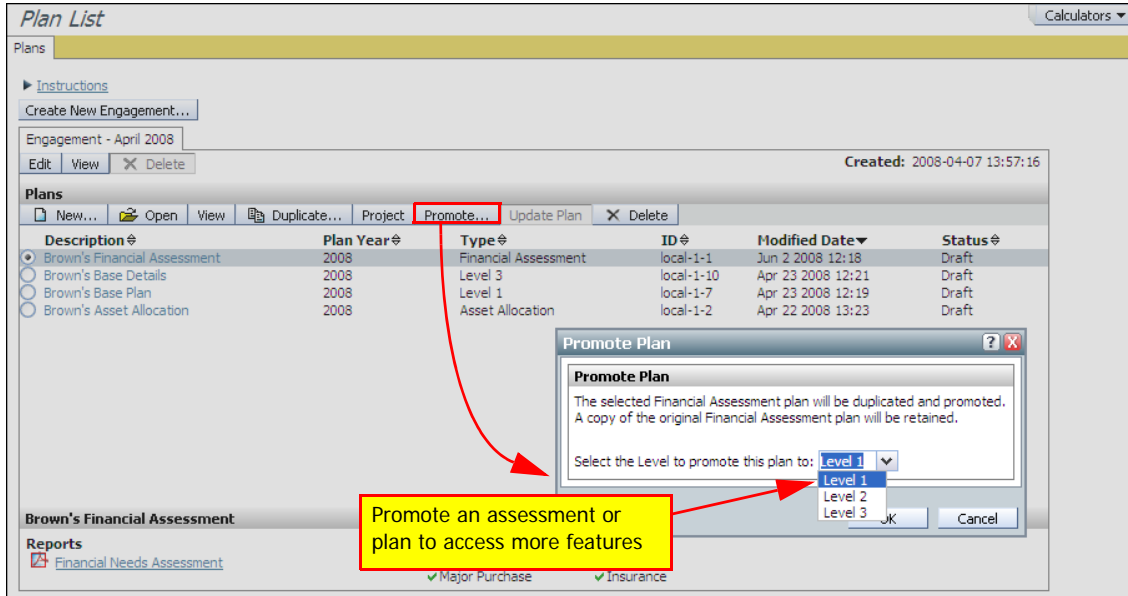 Plan List
Calculators
Plans
Instructions
Create New Engagement...
Engagement - April 2008
Edit View Delete Created: 2008-04-07 13:57:16
Plans
New... Open View Duplicate... Project Promote... Update Plan Delete
Description Plan Year Type ID Modified Date Status
Brown's Financial Assessment 2008 Financial Assessment local-1-1 Jun 2 2008 12:18 Draft
Brown's Base Details 2008 Level 3 local-1-10 Apr 23 2008 12:21 Draft
Brown's Base Plan 2008 Level 1 local-1-7 Apr 23 2008 12:19 Draft
Brown's Asset Allocation 2008 Asset Allocation local-1-2 Apr 22 2008 13:23 Draft
Promote Plan ?
Promote Plan
The selected Financial Assessment plan will be duplicated and promoted.
A copy of the original Financial Assessment plan will be retained.
Select the Level to promote this plan to: Level 1
Level 1
Level 2
Level 3
OK Cancel
Promote an assessment or
plan to access more features
Brown's Financial Assessment
Reports
Financial Needs Assessment
Major Purchase Insurance